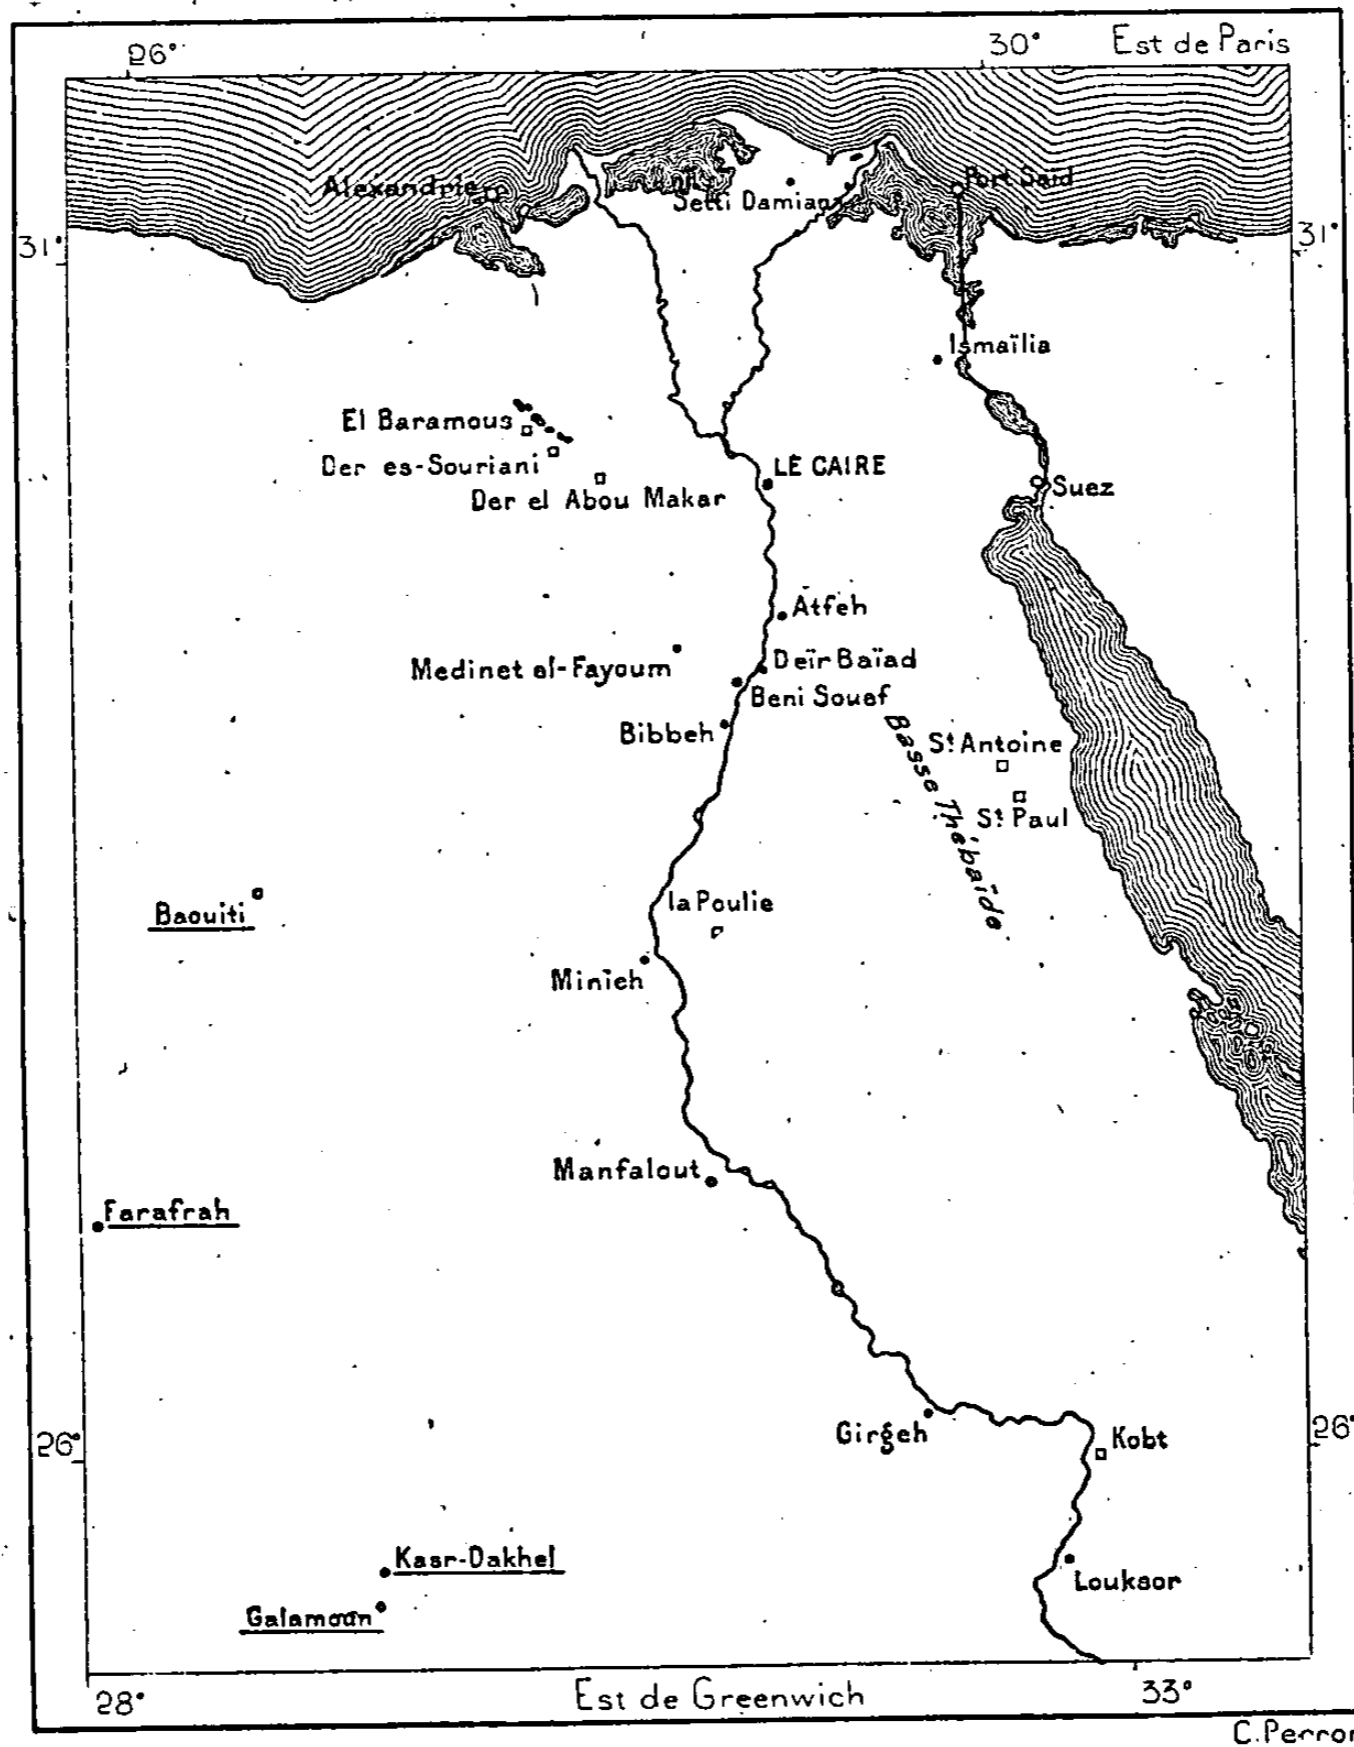 26°
30°
Est de Paris
Alexandrie
Setti Damiane
Port Saïd
31°
31°
Ismaïlia
El Baramous
Der es-Souriani
Der el Abou Makar
LE CAIRE
Suez
Atfeh
Medinet el-Fayoum
Deïr Baïad
Beni Souef
Bibbeh
Basse Thébaïde
St Antoine
St Paul
la Poulie
Baouiti
Minieh
Manfalout
Farafrah
Girgeh
Kobt
26°
26°
Kasr-Dakhel
Galamoun
Louksor
28°
Est de Greenwich
33°
C. Perron